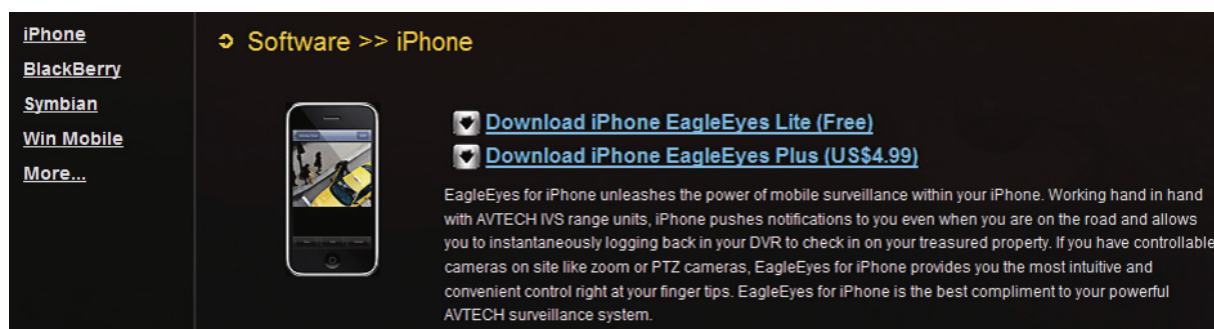 iPhone
BlackBerry
Symbian
Win Mobile
More...
Software >> iPhone
Download iPhone EagleEyes Lite (Free)
Download iPhone EagleEyes Plus (US$4.99)
EagleEyes for iPhone unleashes the power of mobile surveillance within your iPhone. Working hand in hand
with AVTECH IVS range units, iPhone pushes notifications to you even when you are on the road and allows
you to instantaneously logging back in your DVR to check in on your treasured property. If you have controllable
cameras on site like zoom or PTZ cameras, EagleEyes for iPhone provides you the most intuitive and
convenient control right at your finger tips. EagleEyes for iPhone is the best compliment to your powerful
AVTECH surveillance system.